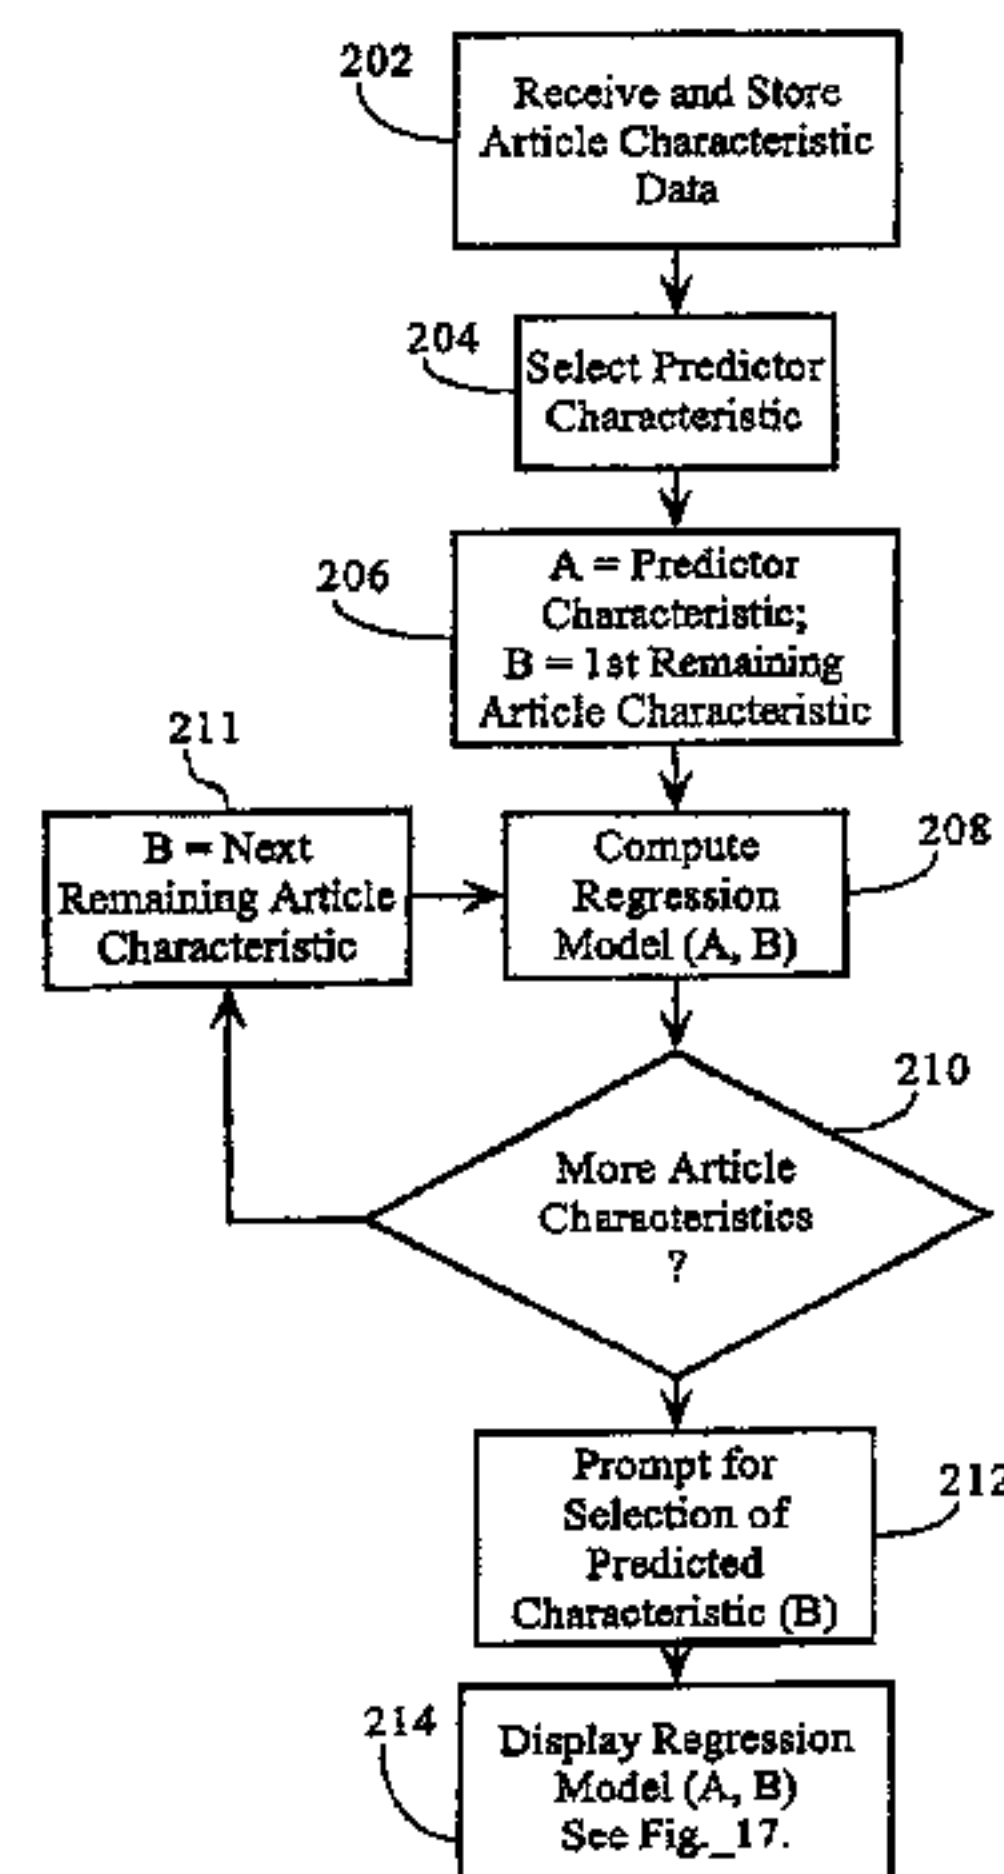 202
Receive and Store
Article Characteristic
Data
204
Select Predictor
Characteristic
206
A = Predictor
Characteristic;
B = 1st Remaining
Article Characteristic
211
B = Next
Remaining Article
Characteristic
208
Compute
Regression
Model (A, B)
210
More Article
Characteristics
?
212
Prompt for
Selection of
Predicted
Characteristic (B)
214
Display Regression
Model (A, B)
See Fig._17.